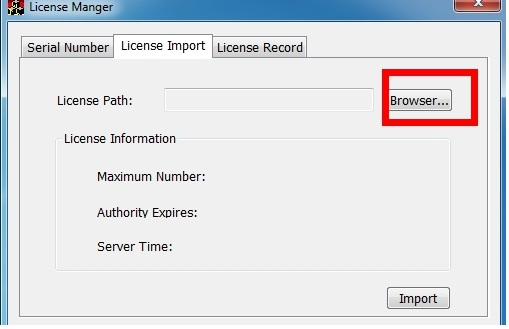 License Manger
Serial Number License Import License Record
License Path: Browser...
License Information
Maximum Number:
Authority Expires:
Server Time:
Import